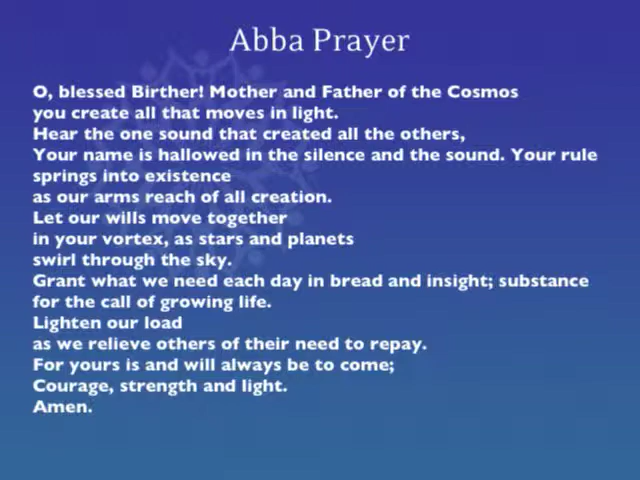 Abba Prayer
O, blessed Birther! Mother and Father of the Cosmos
you create all that moves in light.
Hear the one sound that created all the others,
Your name is hallowed in the silence and the sound. Your rule
springs into existence
as our arms reach of all creation.
Let our wills move together
in your vortex, as stars and planets
swirl through the sky.
Grant what we need each day in bread and insight; substance
for the call of growing life.
Lighten our load
as we relieve others of their need to repay.
For yours is and will always be to come;
Courage, strength and light.
Amen.